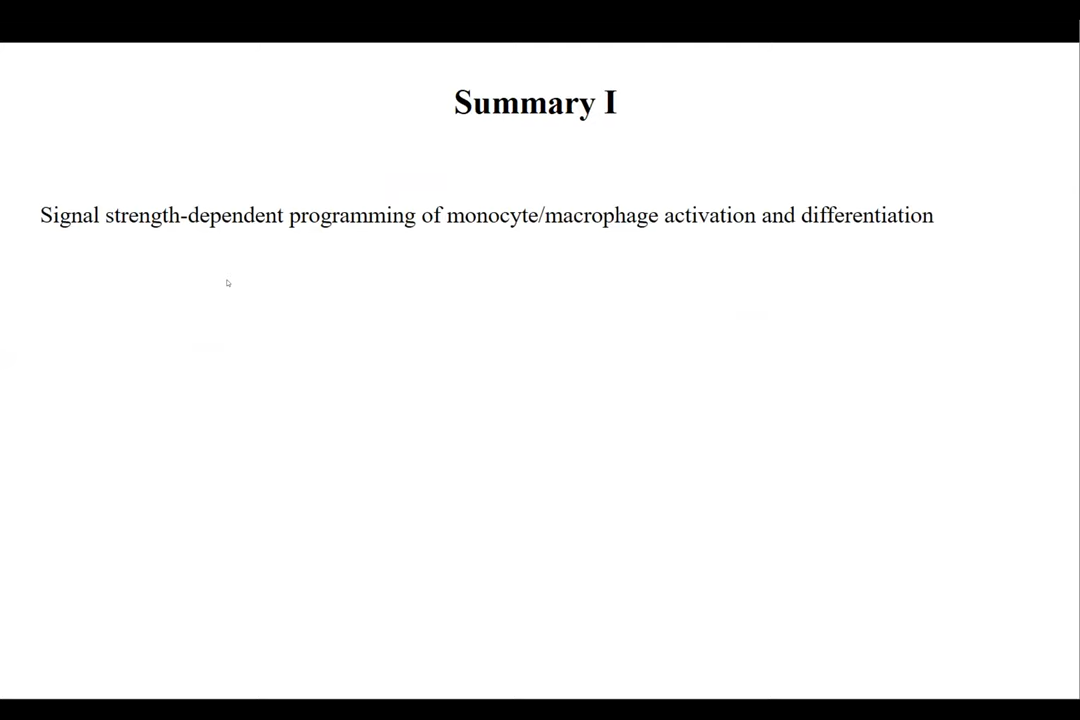 Summary I
Signal strength-dependent programming of monocyte/macrophage activation and differentiation